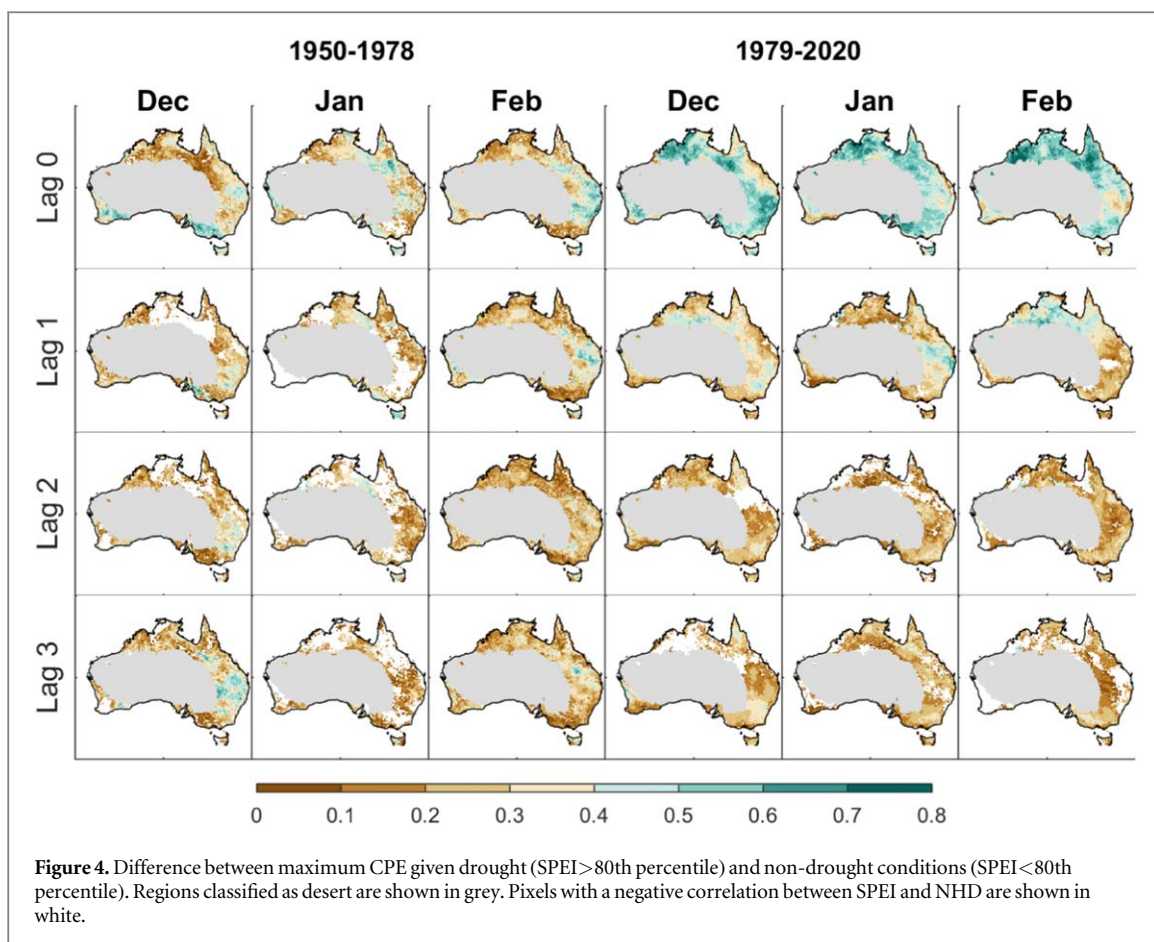 1950-1978 1979-2020
Dec Jan Feb Dec Jan Feb
Lag 0
Lag 1
Lag 2
Lag 3
0 0.1 0.2 0.3 0.4 0.5 0.6 0.7 0.8
Figure 4. Difference between maximum CPE given drought (SPEI>80th percentile) and non-drought conditions (SPEI<80th
percentile). Regions classified as desert are shown in grey. Pixels with a negative correlation between SPEI and NHD are shown in
white.